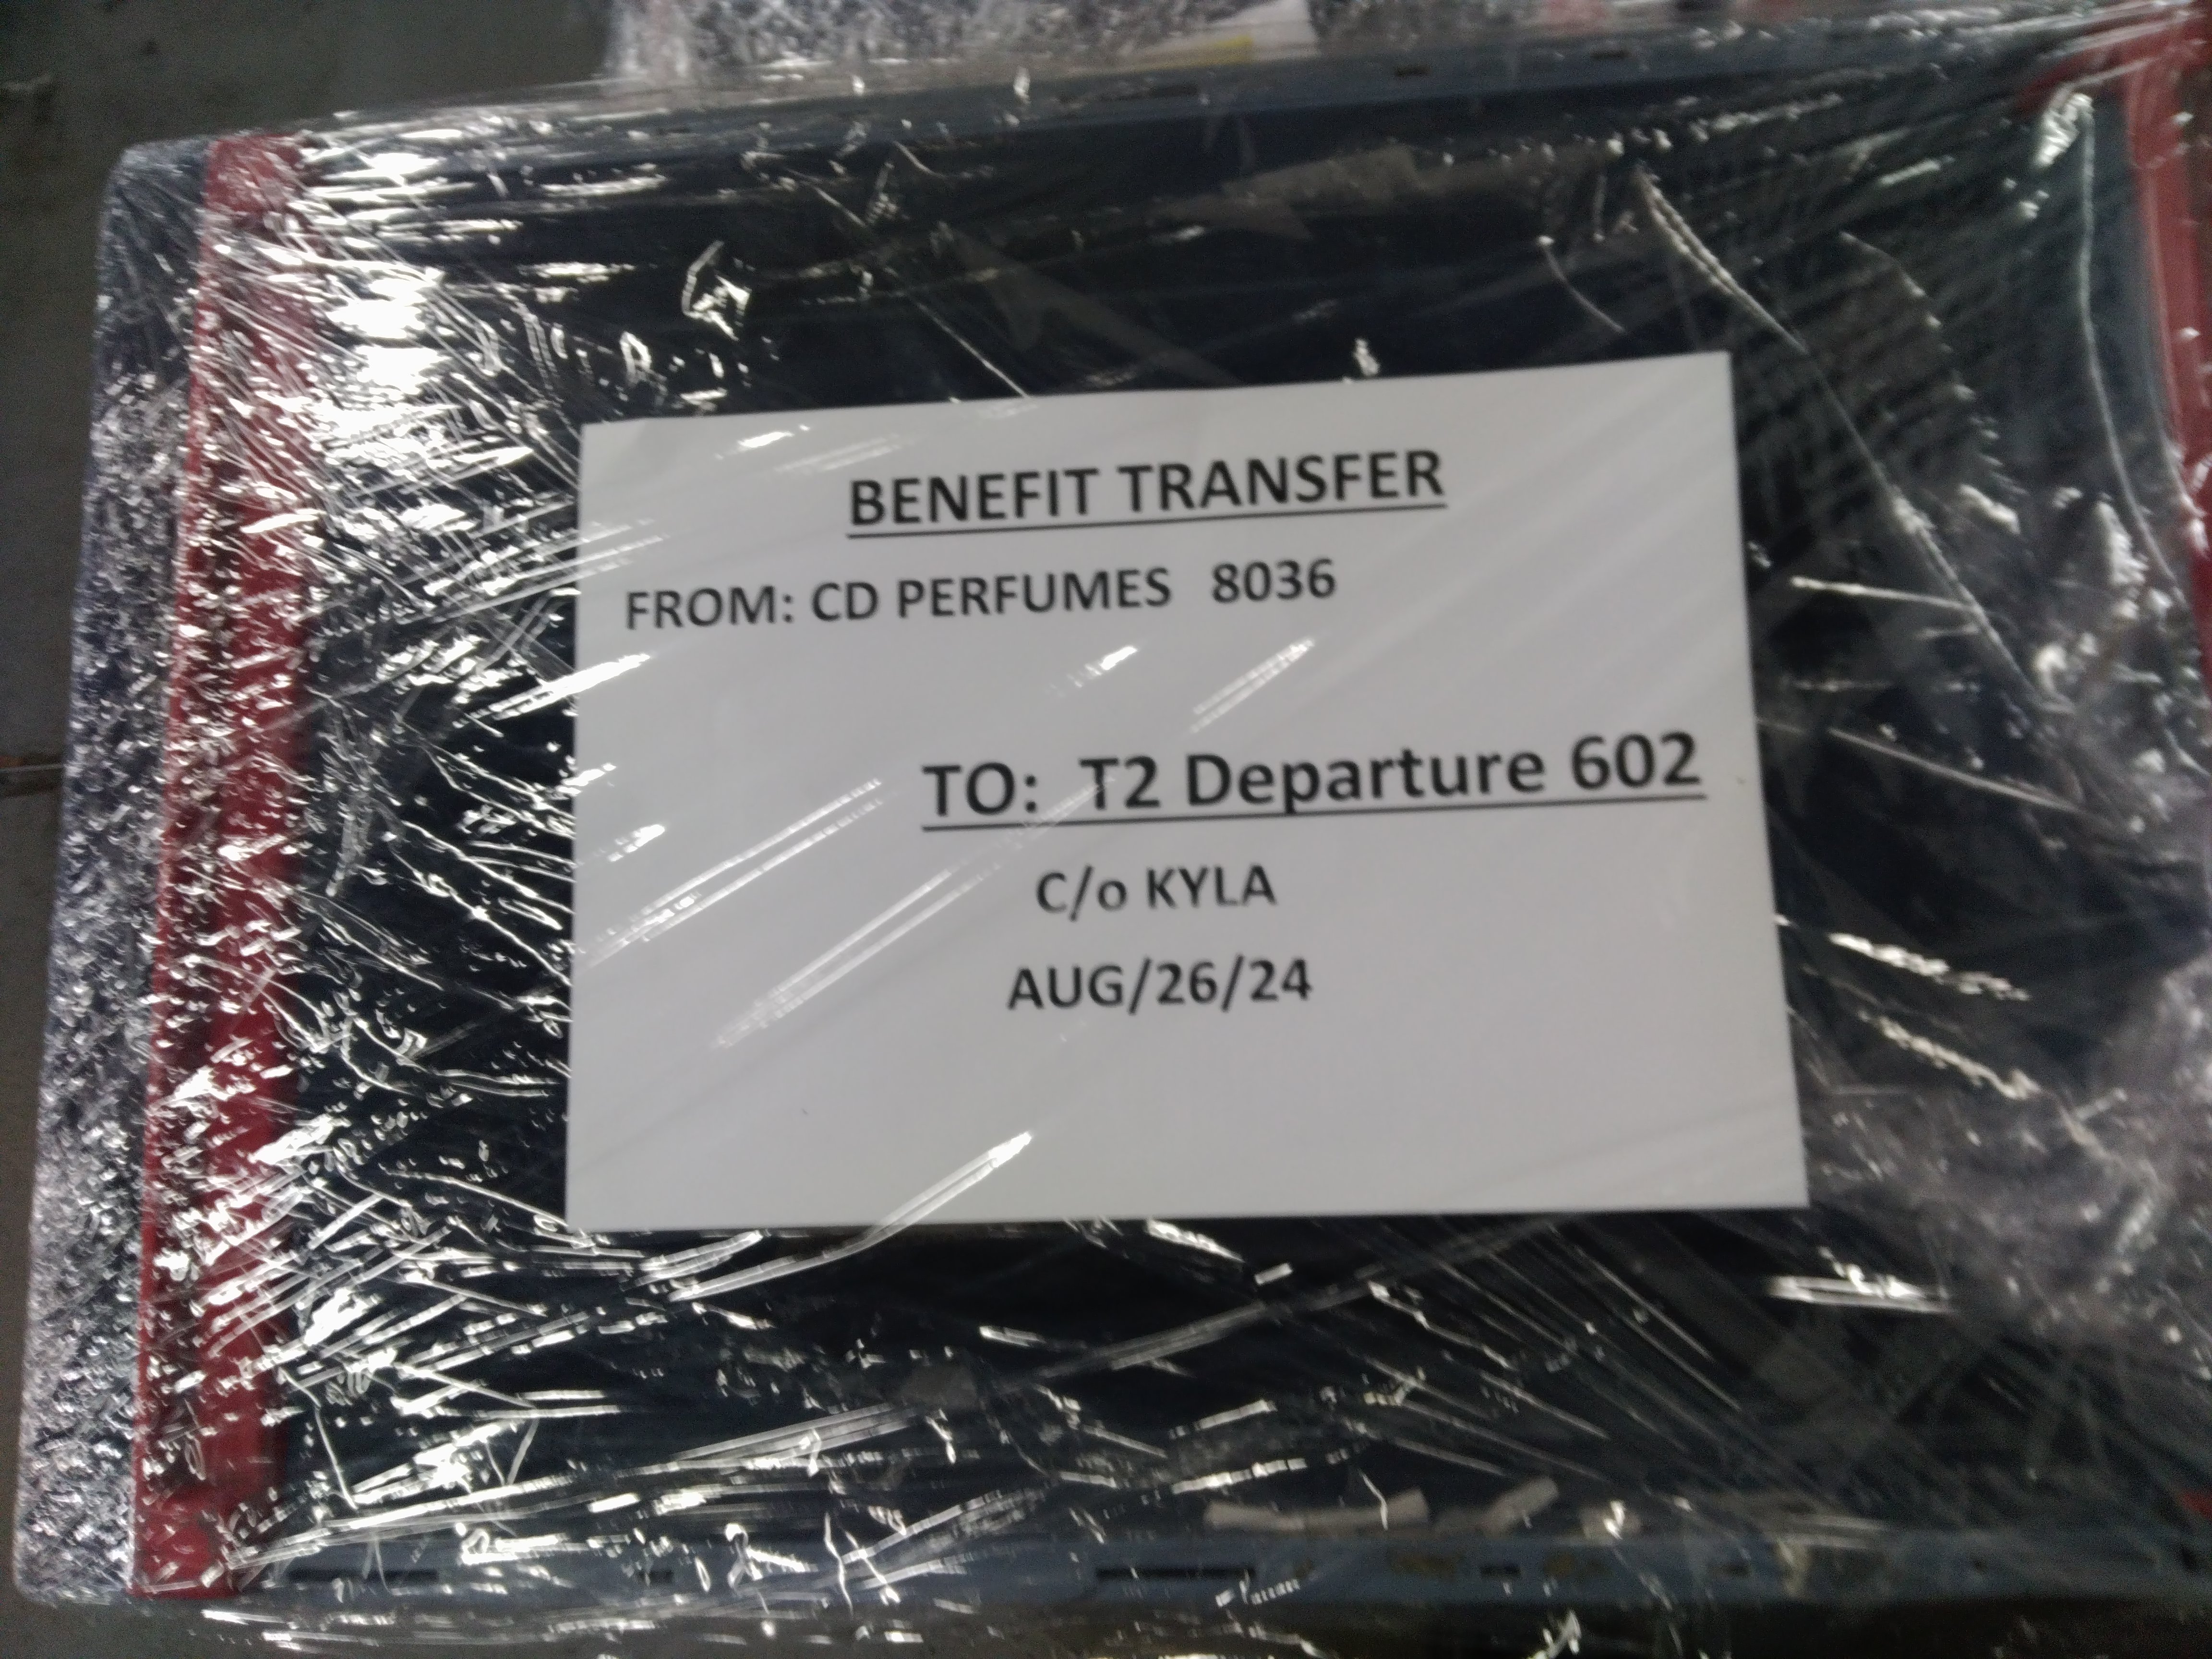 BENEFIT TRANSFER
FROM: CD PERFUMES 8036
TO: T2 Departure 602
C/o KYLA
AUG/26/24